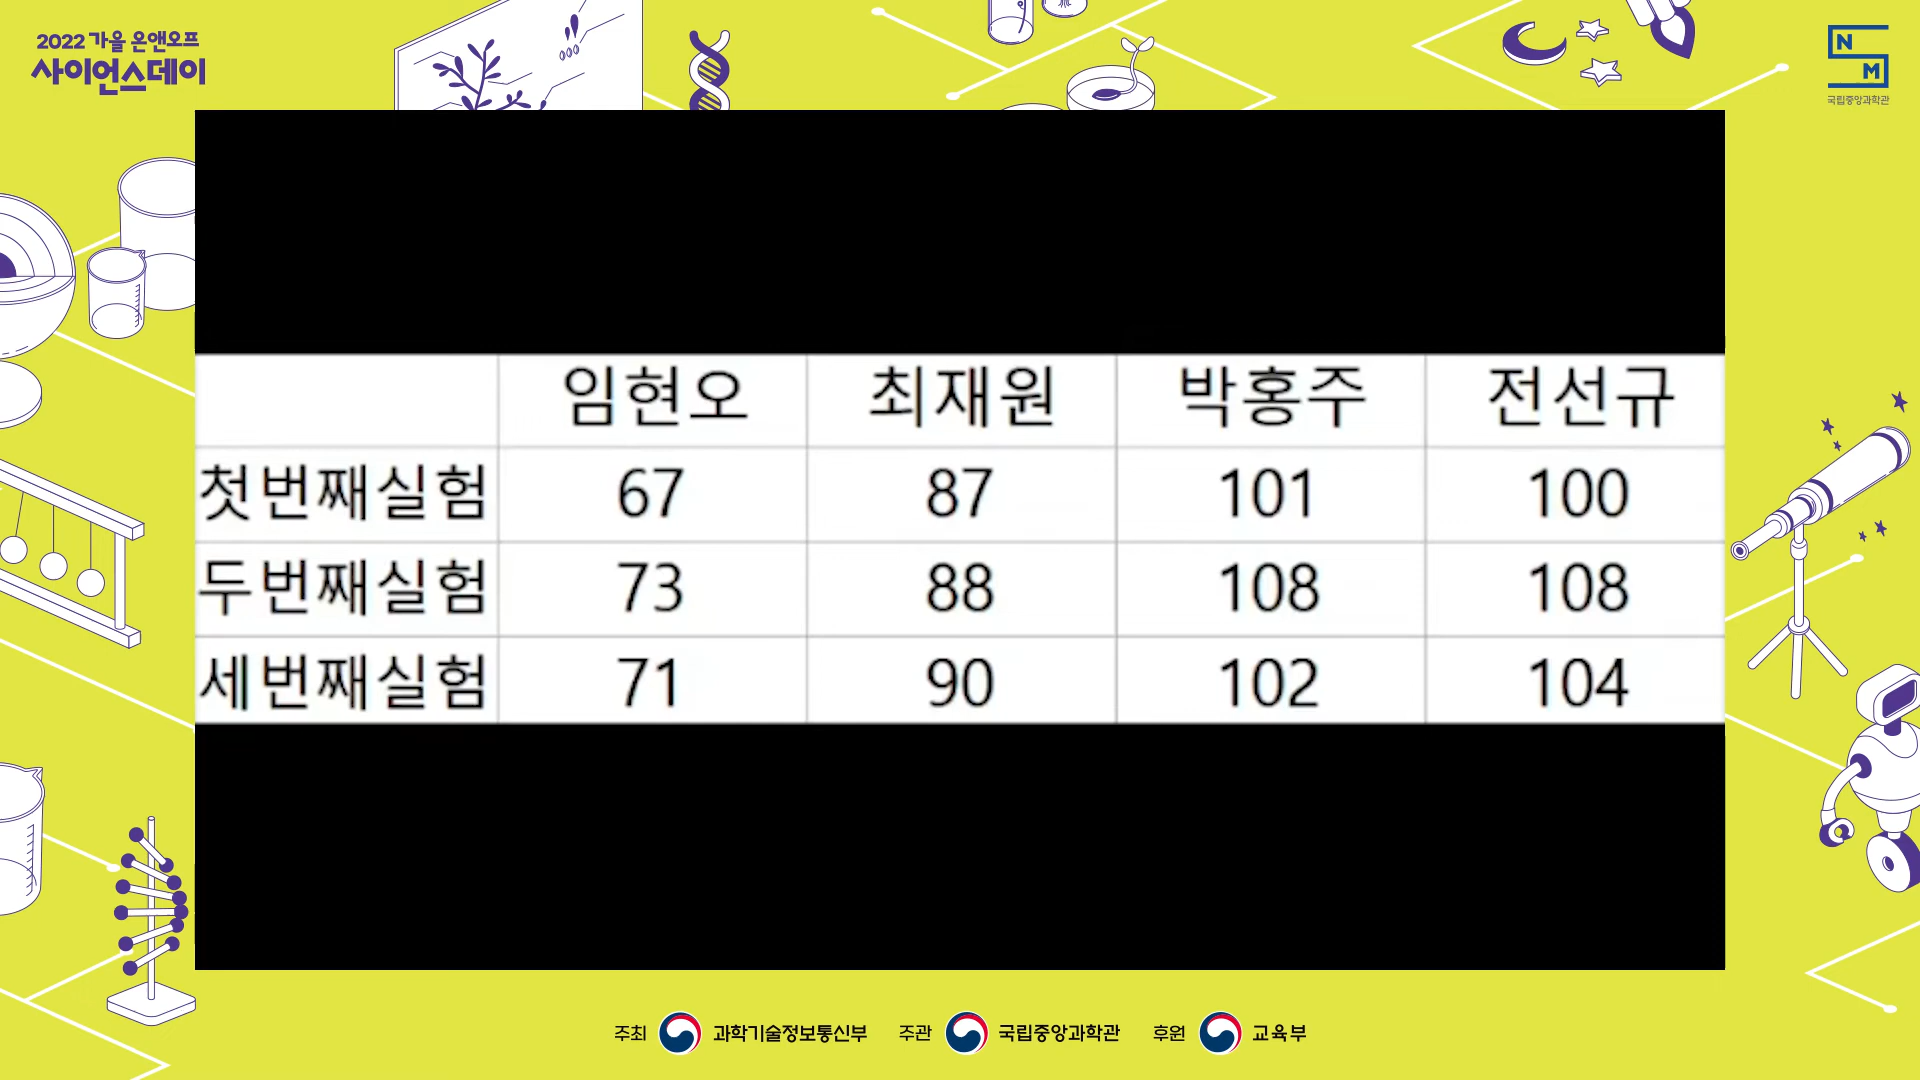 2022 가을 온앤오프
사이언스데이
N
M
국립중앙과학관
임현오 최재원 박홍주 전선규
첫번째실험 67 87 101 100
두번째실험 73 88 108 108
세번째실험 71 90 102 104
주최 과학기술정보통신부 주관 국립중앙과학관 후원 교육부